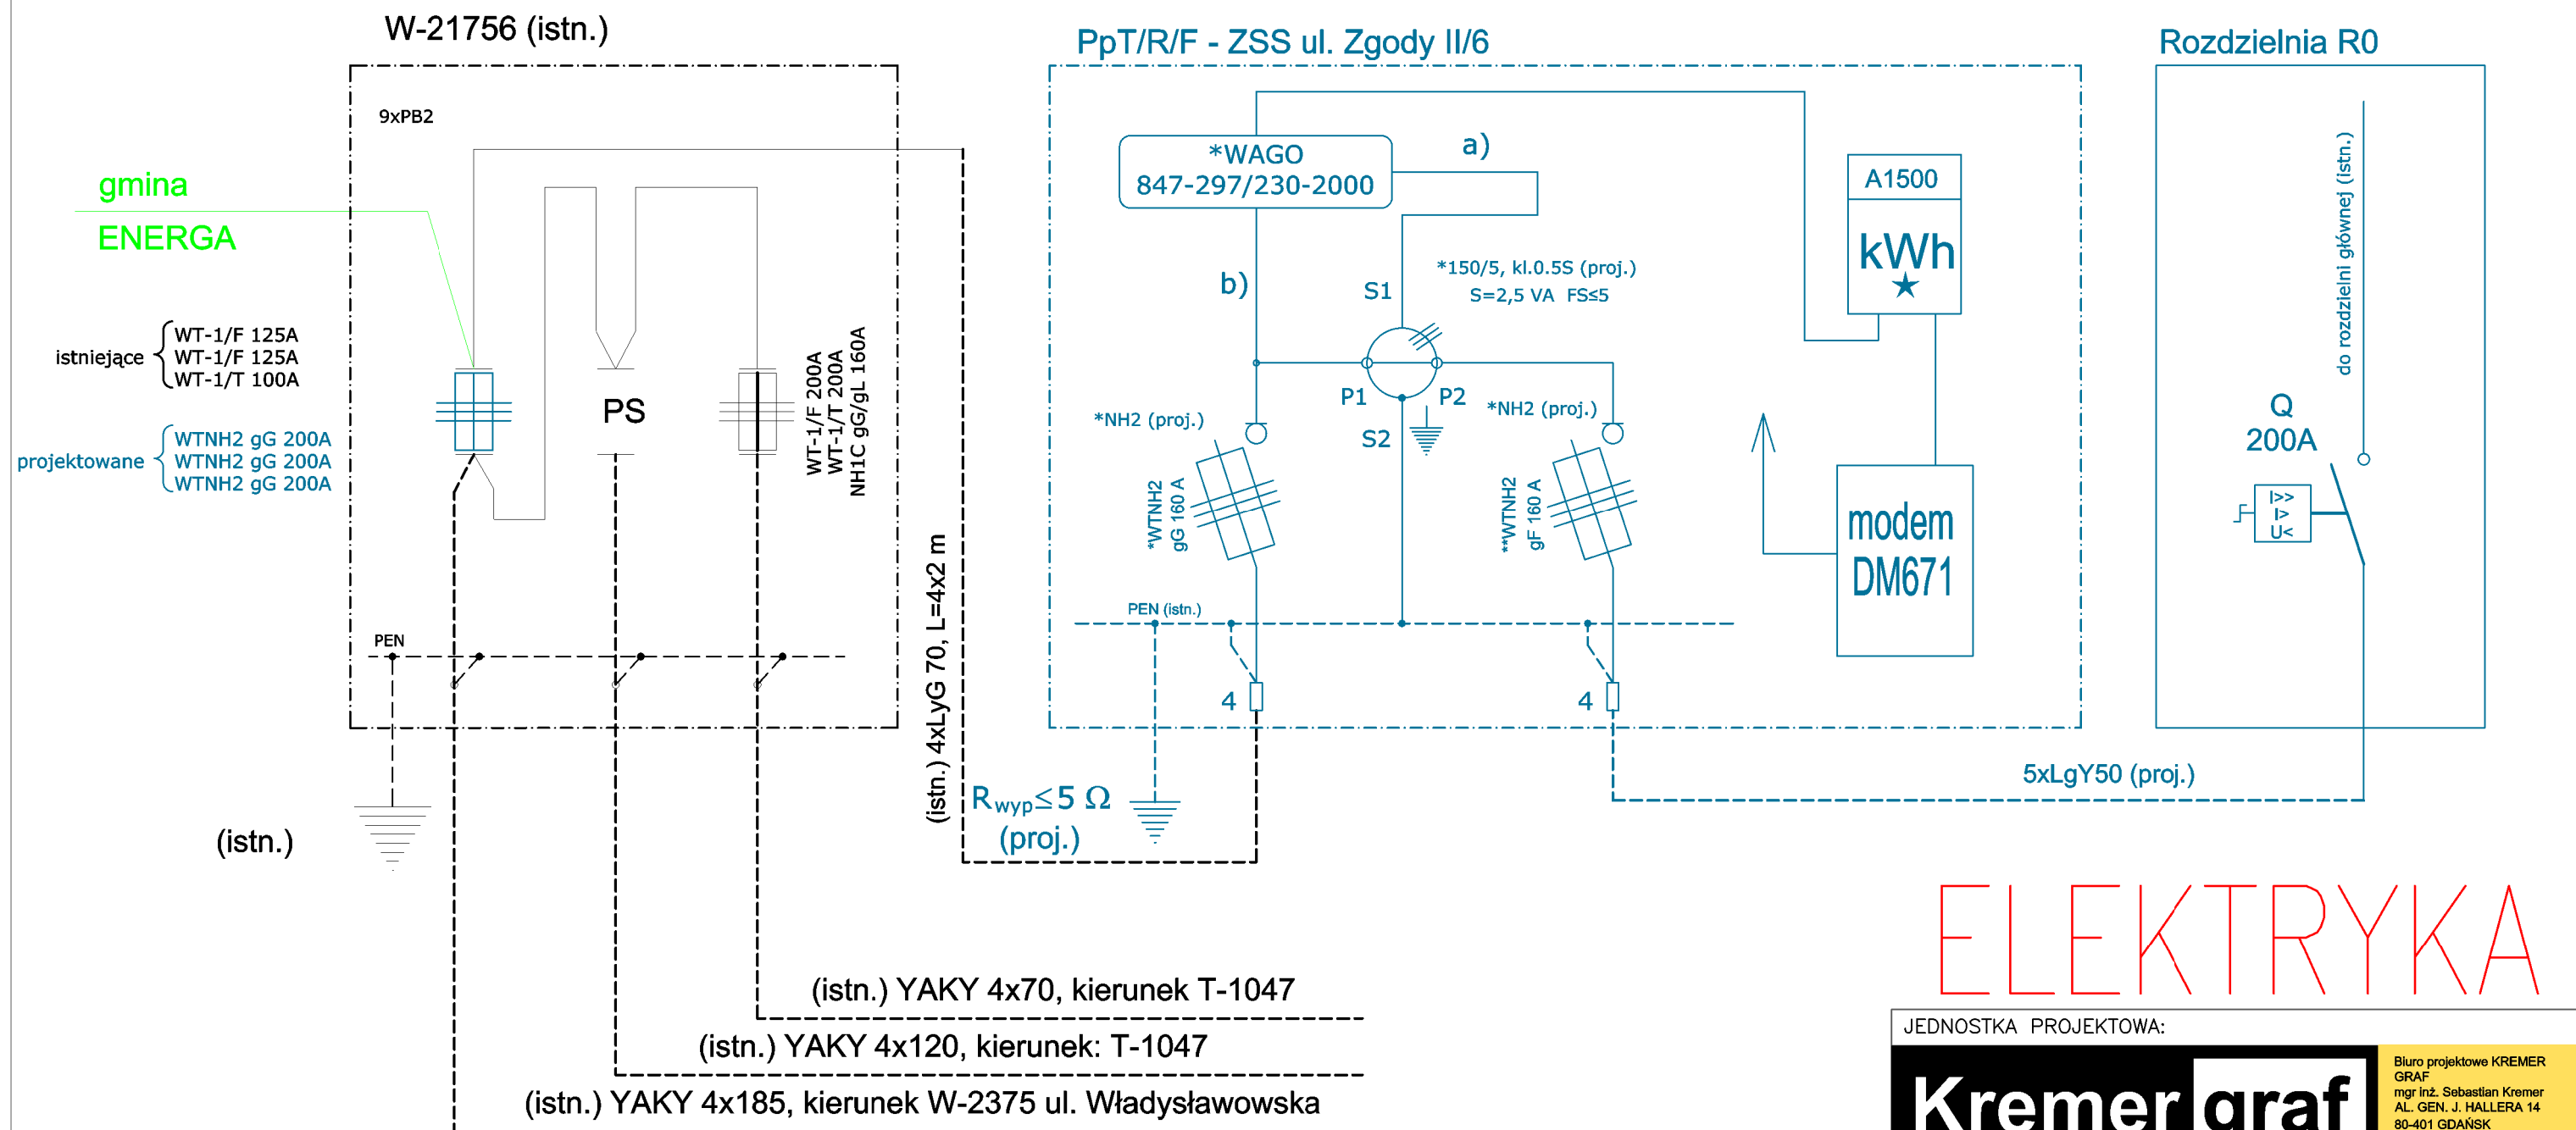 W-21756 (istn.)
9xPB2
gmina
ENERGA
istniejące
WT-1/F 125A
WT-1/F 125A
WT-1/T 100A
projektowane
WTNH2 gG 200A
WTNH2 gG 200A
WTNH2 gG 200A
PS
WT-1/F 200A
WT-1/T 200A
NH1C gG/gL 160A
PEN
(istn.)
(istn.) 4xLyG 70, L=4x2 m
PpT/R/F - ZSS ul. Zgody II/6
*WAGO
847-297/230-2000
a)
b)
S1
*150/5, kl.0.5S (proj.)
S=2,5 VA FS≤5
P1
P2
S2
*NH2 (proj.)
*NH2 (proj.)
*WTNH2
gG 160 A
**WTNH2
gF 160 A
PEN (istn.)
4
4
A1500
kWh
modem
DM671
Rwyp≤5 Ω
(proj.)
5xLgY50 (proj.)
Rozdzielnia R0
do rozdzielni głównej (istn.)
Q
200A
I>>
I>
U<
(istn.) YAKY 4x70, kierunek T-1047
(istn.) YAKY 4x120, kierunek: T-1047
(istn.) YAKY 4x185, kierunek W-2375 ul. Władysławowska
ELEKTRYKA
JEDNOSTKA PROJEKTOWA:
Kremer graf
Biuro projektowe KREMER
GRAF
mgr inż. Sebastian Kremer
AL. GEN. J. HALLERA 14
80-401 GDAŃSK